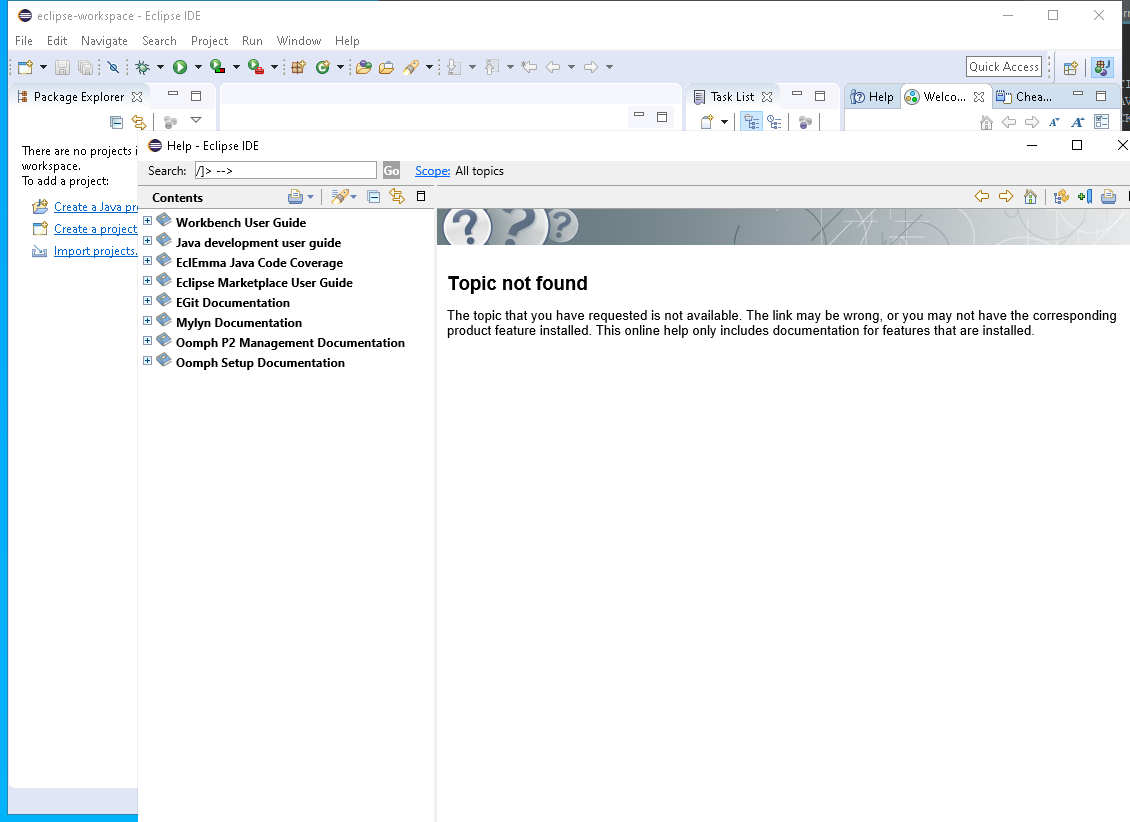 eclipse-workspace - Eclipse IDE
File Edit Navigate Search Project Run Window Help
Quick Access
Package Explorer
Task List
Help
Welco...
Chea...
There are no projects i
workspace.
To add a project:
Create a Java pr
Create a project
Import projects.
Help - Eclipse IDE
Search: /]> --> Go Scope: All topics
Contents
Workbench User Guide
Java development user guide
EclEmma Java Code Coverage
Eclipse Marketplace User Guide
EGit Documentation
Mylyn Documentation
Oomph P2 Management Documentation
Oomph Setup Documentation
Topic not found
The topic that you have requested is not available. The link may be wrong, or you may not have the corresponding
product feature installed. This online help only includes documentation for features that are installed.